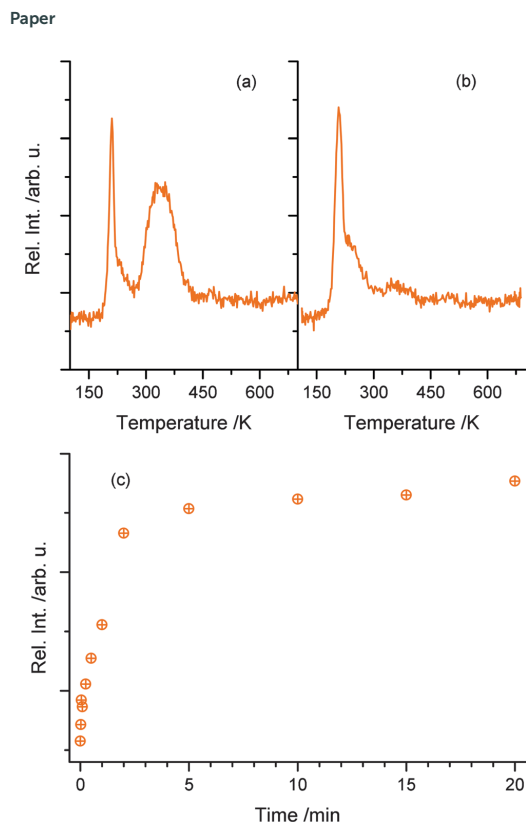 Paper
(a)
(b)
Rel. Int. /arb. u.
150 300 450 600 150 300 450 600
Temperature /K Temperature /K
(c)
Rel. Int. /arb. u.
0 5 10 15 20
Time /min